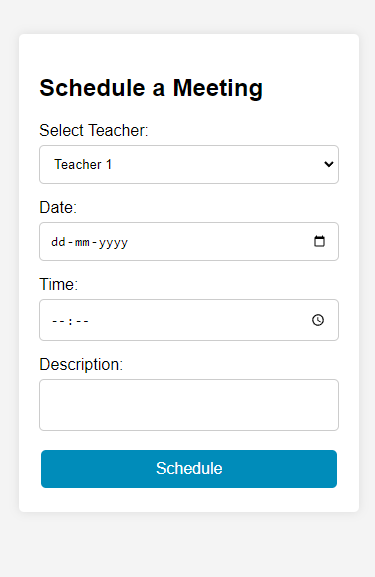 Schedule a Meeting
Select Teacher:
Teacher 1
Date:
dd-mm-yyyy
Time:
--:--
Description:
Schedule